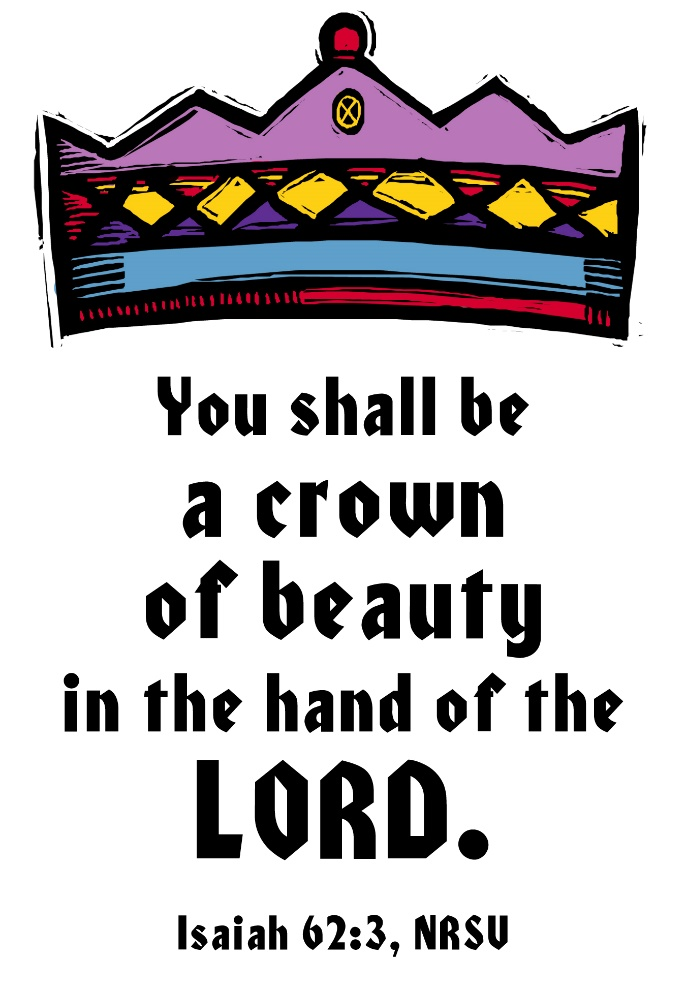 You shall be
a crown
of beauty
in the hand of the
LORD.
Isaiah 62:3, NRSV